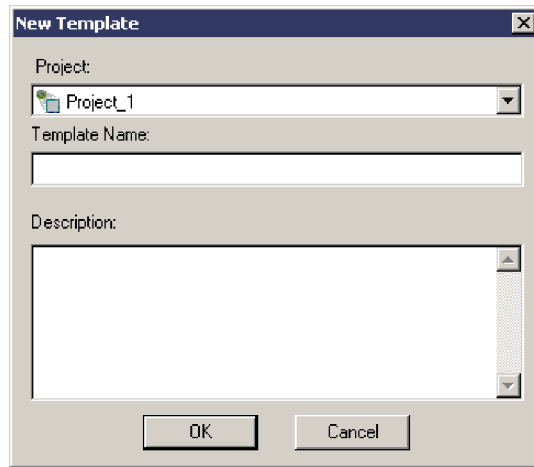 New Template
Project:
Project_1
Template Name:
Description:
OK Cancel